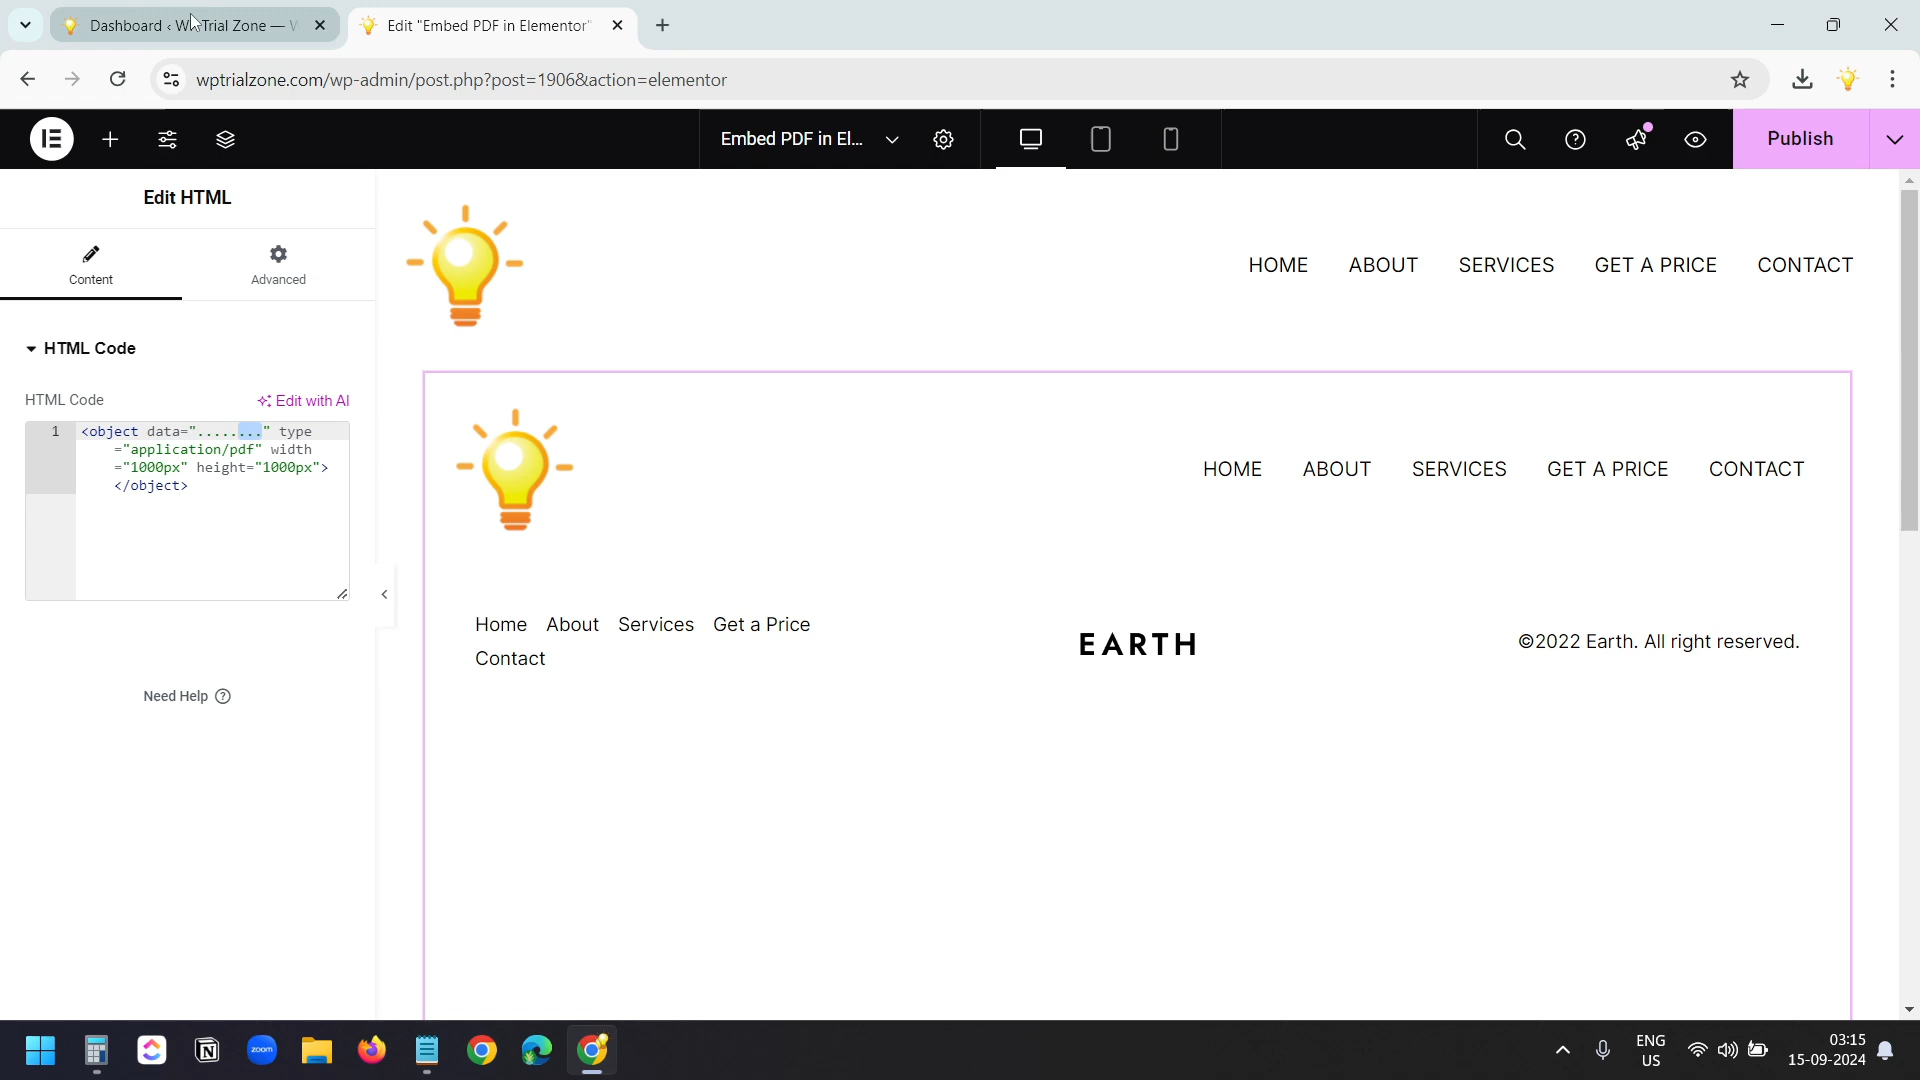 Dashboard ‹ WP Trial Zone — W
Edit "Embed PDF in Elementor"
wptrialzone.com/wp-admin/post.php?post=1906&action=elementor
Embed PDF in El...
Publish
Edit HTML
Content
Advanced
HTML Code
HTML Code
Edit with AI
1
<object data="........" type
="application/pdf" width
="1000px" height="1000px">
</object>
Need Help
HOME ABOUT SERVICES GET A PRICE CONTACT
HOME ABOUT SERVICES GET A PRICE CONTACT
Home About Services Get a Price
Contact
EARTH
©2022 Earth. All right reserved.
zoom
ENG
US
03:15
15-09-2024